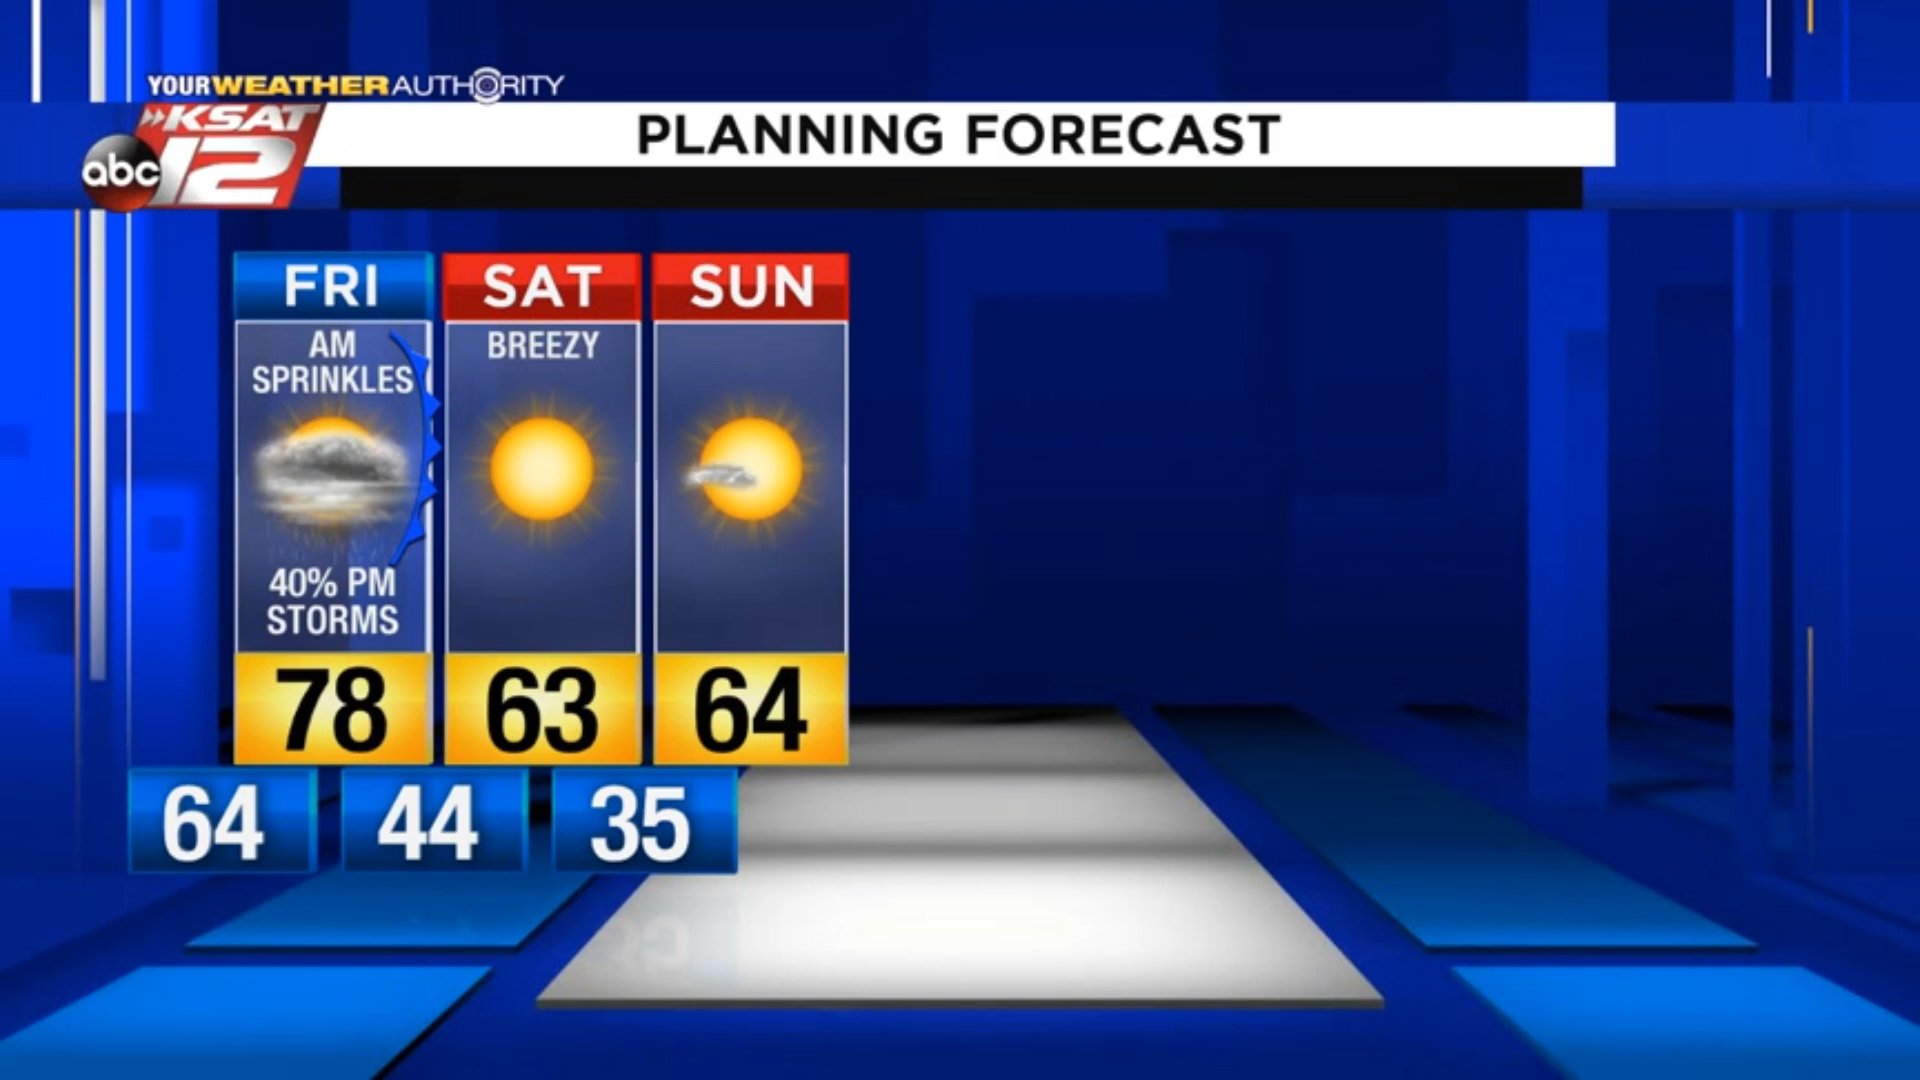 YOURWEATHERAUTHORITY
KSAT
abc 12
PLANNING FORECAST
FRI
AM
SPRINKLES
40% PM
STORMS
78
SAT
BREEZY
63
SUN
64
64
44
35